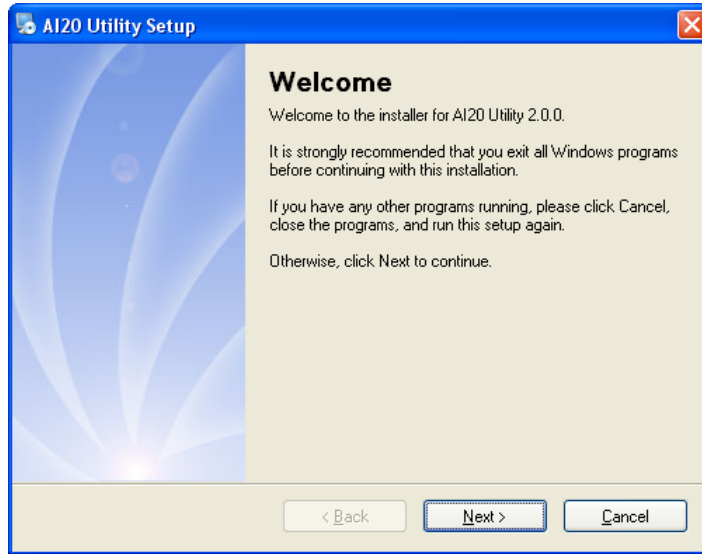 AI20 Utility Setup
Welcome
Welcome to the installer for AI20 Utility 2.0.0.
It is strongly recommended that you exit all Windows programs
before continuing with this installation.
If you have any other programs running, please click Cancel,
close the programs, and run this setup again.
Otherwise, click Next to continue.
< Back Next > Cancel